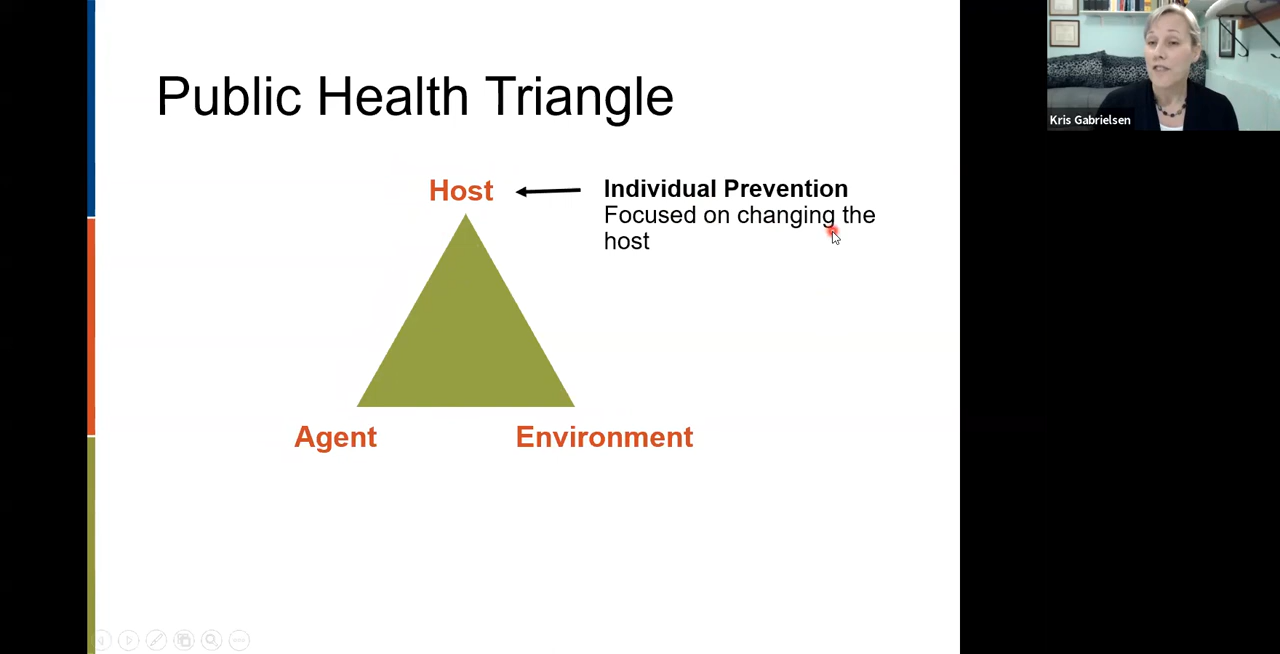 Public Health Triangle
Host
Individual Prevention
Focused on changing the
host
Agent
Environment
Kris Gabrielsen